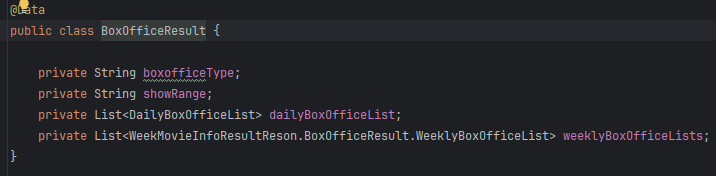 @Data
public class BoxOfficeResult {
private String boxofficeType;
private String showRange;
private List<DailyBoxOfficeList> dailyBoxOfficeList;
private List<WeekMovieInfoResultReson.BoxOfficeResult.WeeklyBoxOfficeList> weeklyBoxOfficeLists;
}